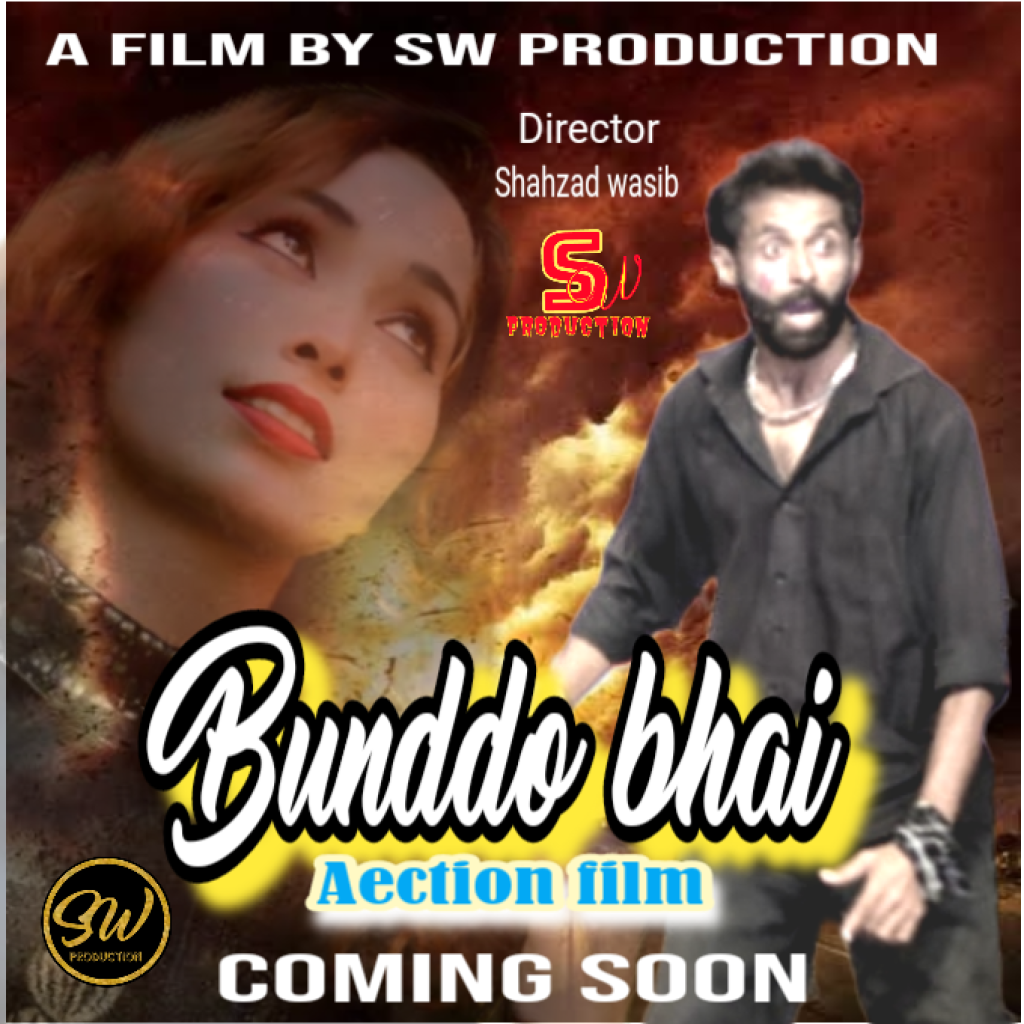 A FILM BY SW PRODUCTION
Director
Shahzad wasib
SW
PRODUCTION
Bunddo bhai
Aection film
SW
PRODUCTION
COMING SOON